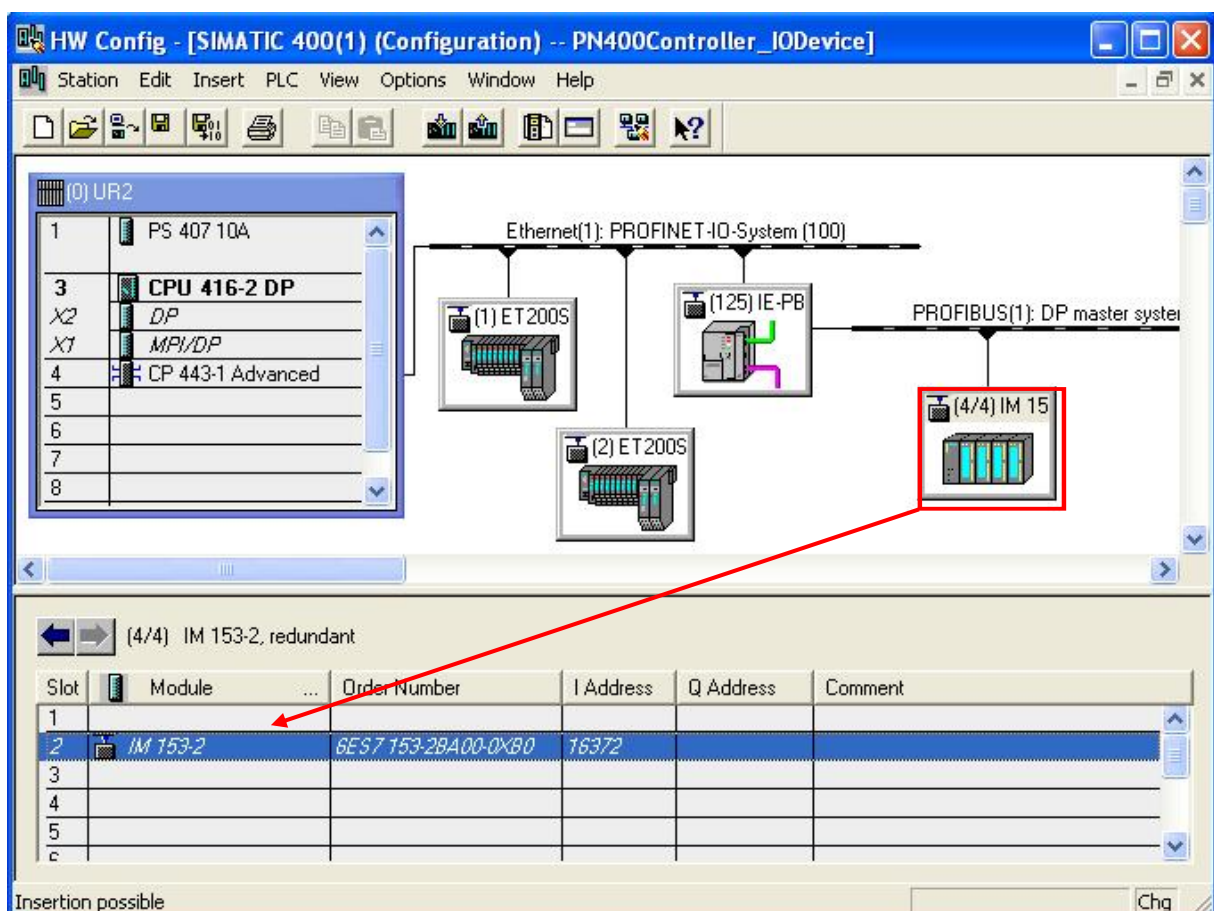 HW Config - [SIMATIC 400(1) (Configuration) -- PN400Controller_IODevice]
Station Edit Insert PLC View Options Window Help
(0) UR2
1 PS 407 10A
3 CPU 416-2 DP
X2 DP
X1 MPI/DP
4 CP 443-1 Advanced
5
6
7
8
Ethernet(1): PROFINET-IO-System (100)
(1) ET200S
(2) ET200S
(125) IE-PB
PROFIBUS(1): DP master syster
(4/4) IM 15
(4/4) IM 153-2, redundant
Slot Module ... Order Number I Address Q Address Comment
1
2 IM 153-2 6ES7 153-2BA00-0XB0 16372
3
4
5
6
Insertion possible
Chg